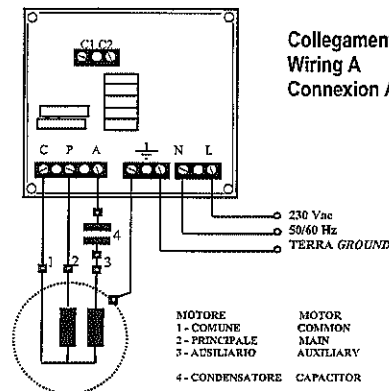 C1 C2
Collegamen
Wiring A
Connexion A
C P A N L
4
1 2 3
230 Vac
50/60 Hz
TERRA GROUND
MOTORE MOTOR
1 - COMUNE COMMON
2 - PRINCIPALE MAIN
3 - AUSILIARIO AUXILIARY
4 - CONDENSATORE CAPACITOR